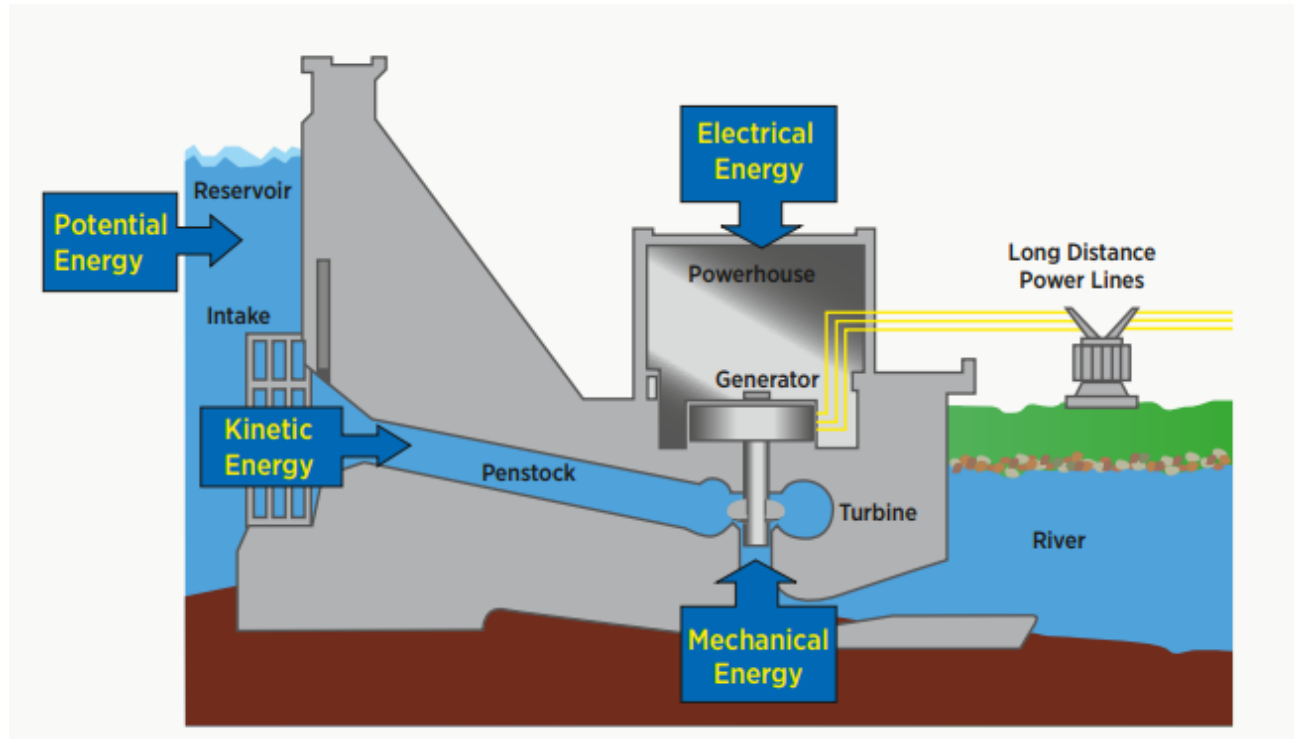 Electrical
Energy
Reservoir
Potential
Energy
Powerhouse
Long Distance
Power Lines
Intake
Generator
Kinetic
Energy
Penstock
Turbine
River
Mechanical
Energy